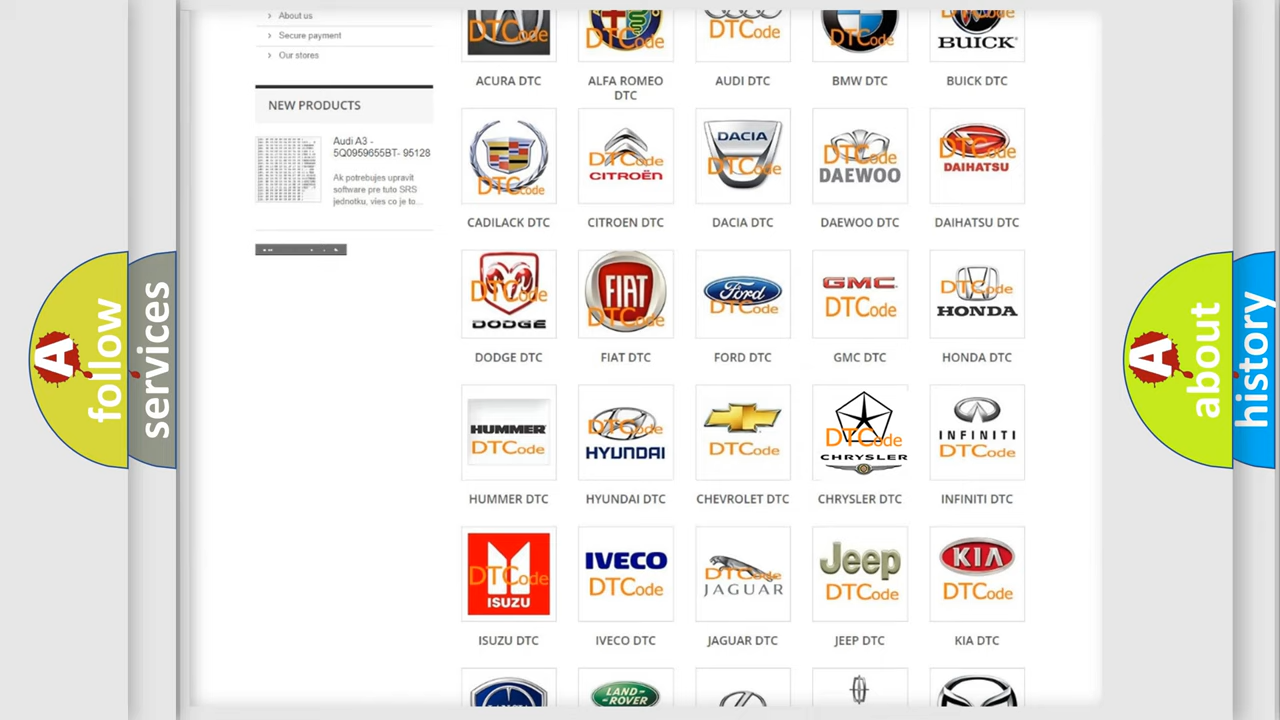 About us
Secure payment
Our stores
NEW PRODUCTS
Audi A3 -
5Q0959655BT- 95128
Ak potrebujes upravit
software pre tuto SRS
jednotku, vies co je to...
follow
services
about
history
DTCode
DTCode
DTCode
DTCode
BUICK
ACURA DTC
ALFA ROMEO
DTC
AUDI DTC
BMW DTC
BUICK DTC
DTCode
DTCode
CITROËN
DACIA
DTCode
DTCode
DAEWOO
DTCode
DAIHATSU
CADILACK DTC
CITROEN DTC
DACIA DTC
DAEWOO DTC
DAIHATSU DTC
DTCode
DODGE
FIAT
DTCode
Ford
DTCode
GMC
DTCode
DTCode
HONDA
DODGE DTC
FIAT DTC
FORD DTC
GMC DTC
HONDA DTC
HUMMER
DTCode
DTCode
HYUNDAI
DTCode
DTCode
CHRYSLER
INFINITI
DTCode
HUMMER DTC
HYUNDAI DTC
CHEVROLET DTC
CHRYSLER DTC
INFINITI DTC
DTCode
ISUZU
IVECO
DTCode
DTCode
JAGUAR
Jeep
DTCode
KIA
DTCode
ISUZU DTC
IVECO DTC
JAGUAR DTC
JEEP DTC
KIA DTC
LAND-
ROVER